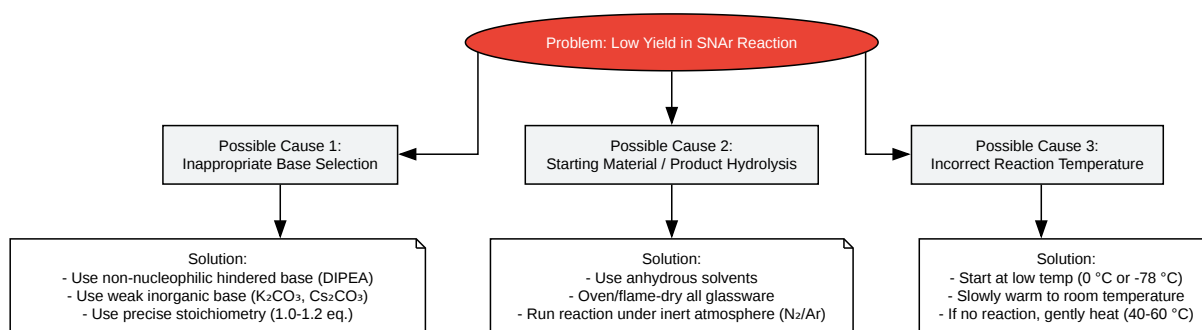 Problem: Low Yield in SNAr Reaction
Possible Cause 1:
Inappropriate Base Selection
Possible Cause 2:
Starting Material / Product Hydrolysis
Possible Cause 3:
Incorrect Reaction Temperature
Solution:
- Use non-nucleophilic hindered base (DIPEA)
- Use weak inorganic base (K₂CO₃, Cs₂CO₃)
- Use precise stoichiometry (1.0-1.2 eq.)
Solution:
- Use anhydrous solvents
- Oven/flame-dry all glassware
- Run reaction under inert atmosphere (N₂/Ar)
Solution:
- Start at low temp (0 °C or -78 °C)
- Slowly warm to room temperature
- If no reaction, gently heat (40-60 °C)